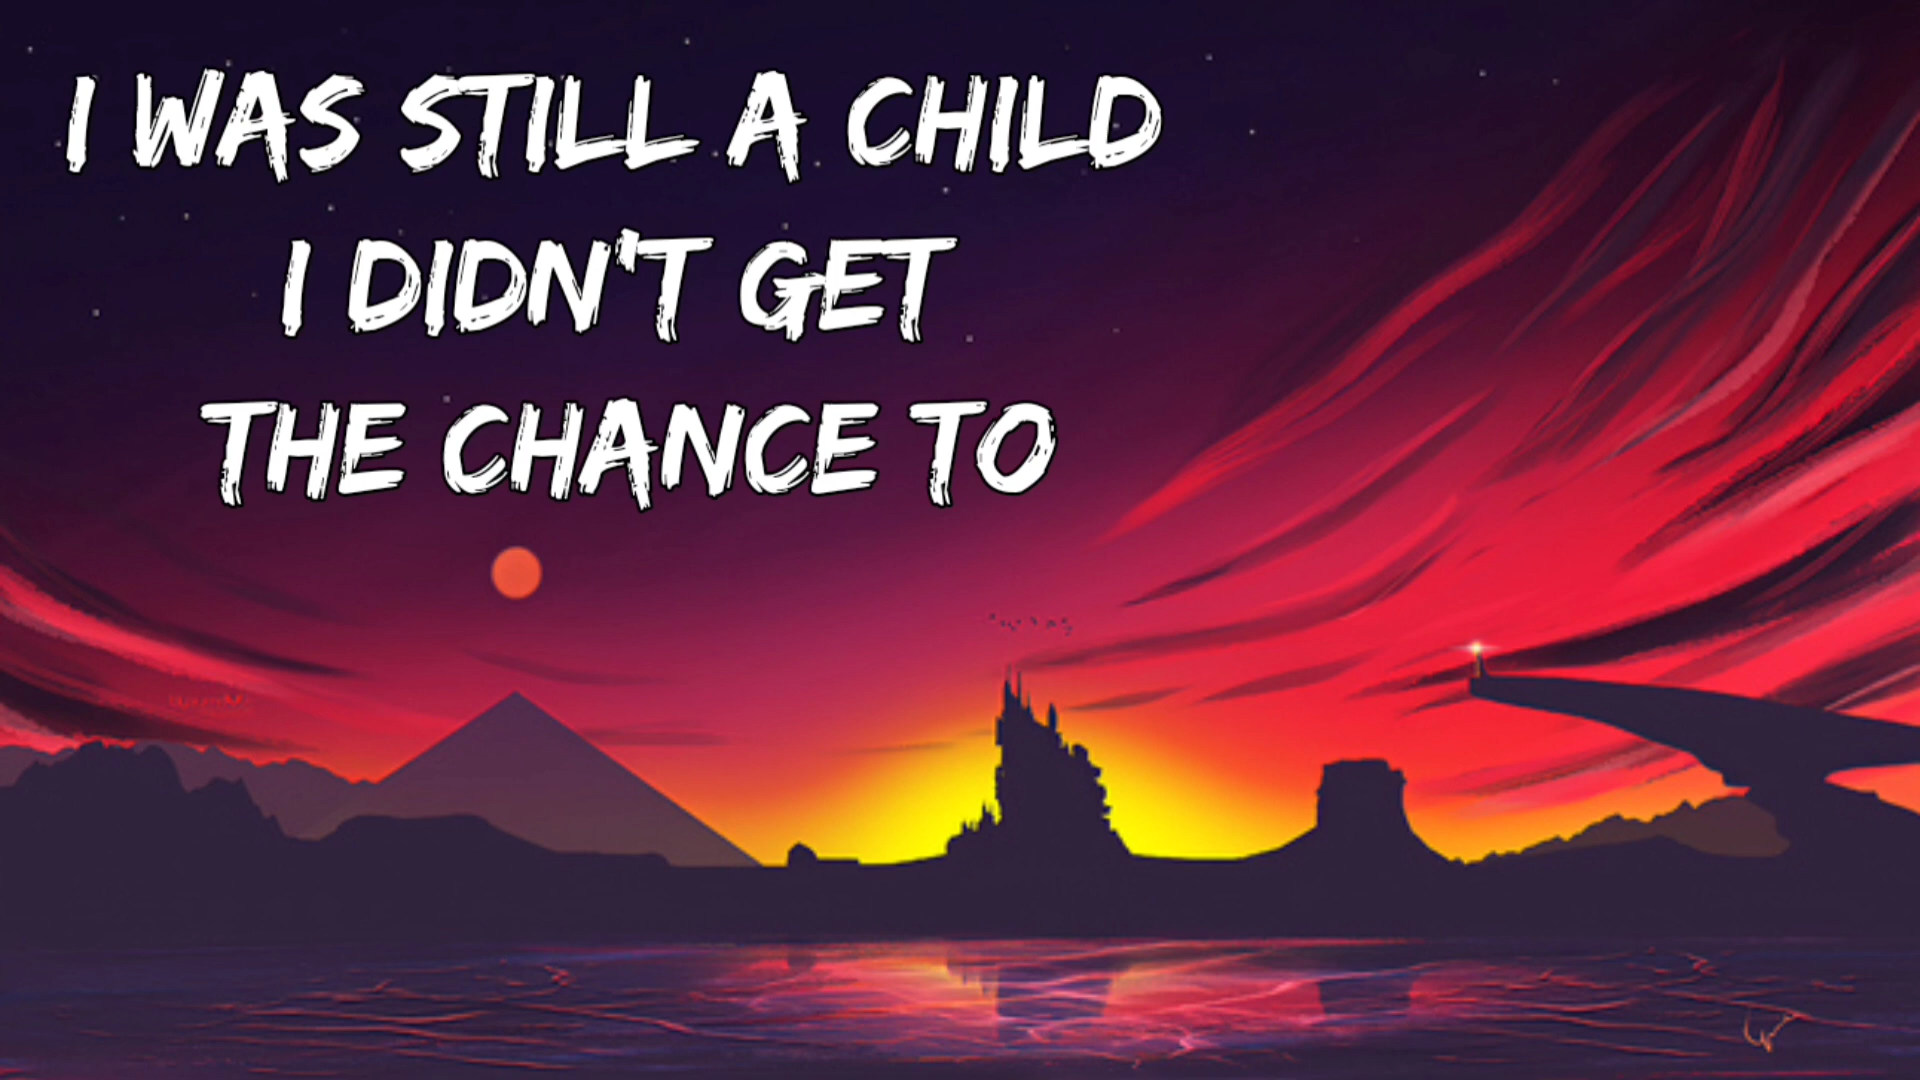 I WAS STILL A CHILD
I DIDN'T GET
THE CHANCE TO